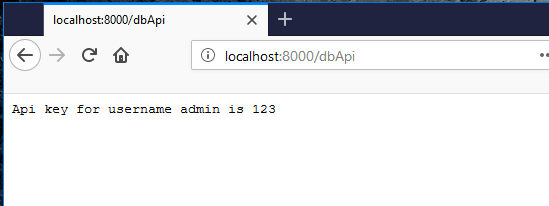 localhost:8000/dbApi
localhost:8000/dbApi
Api key for username admin is 123